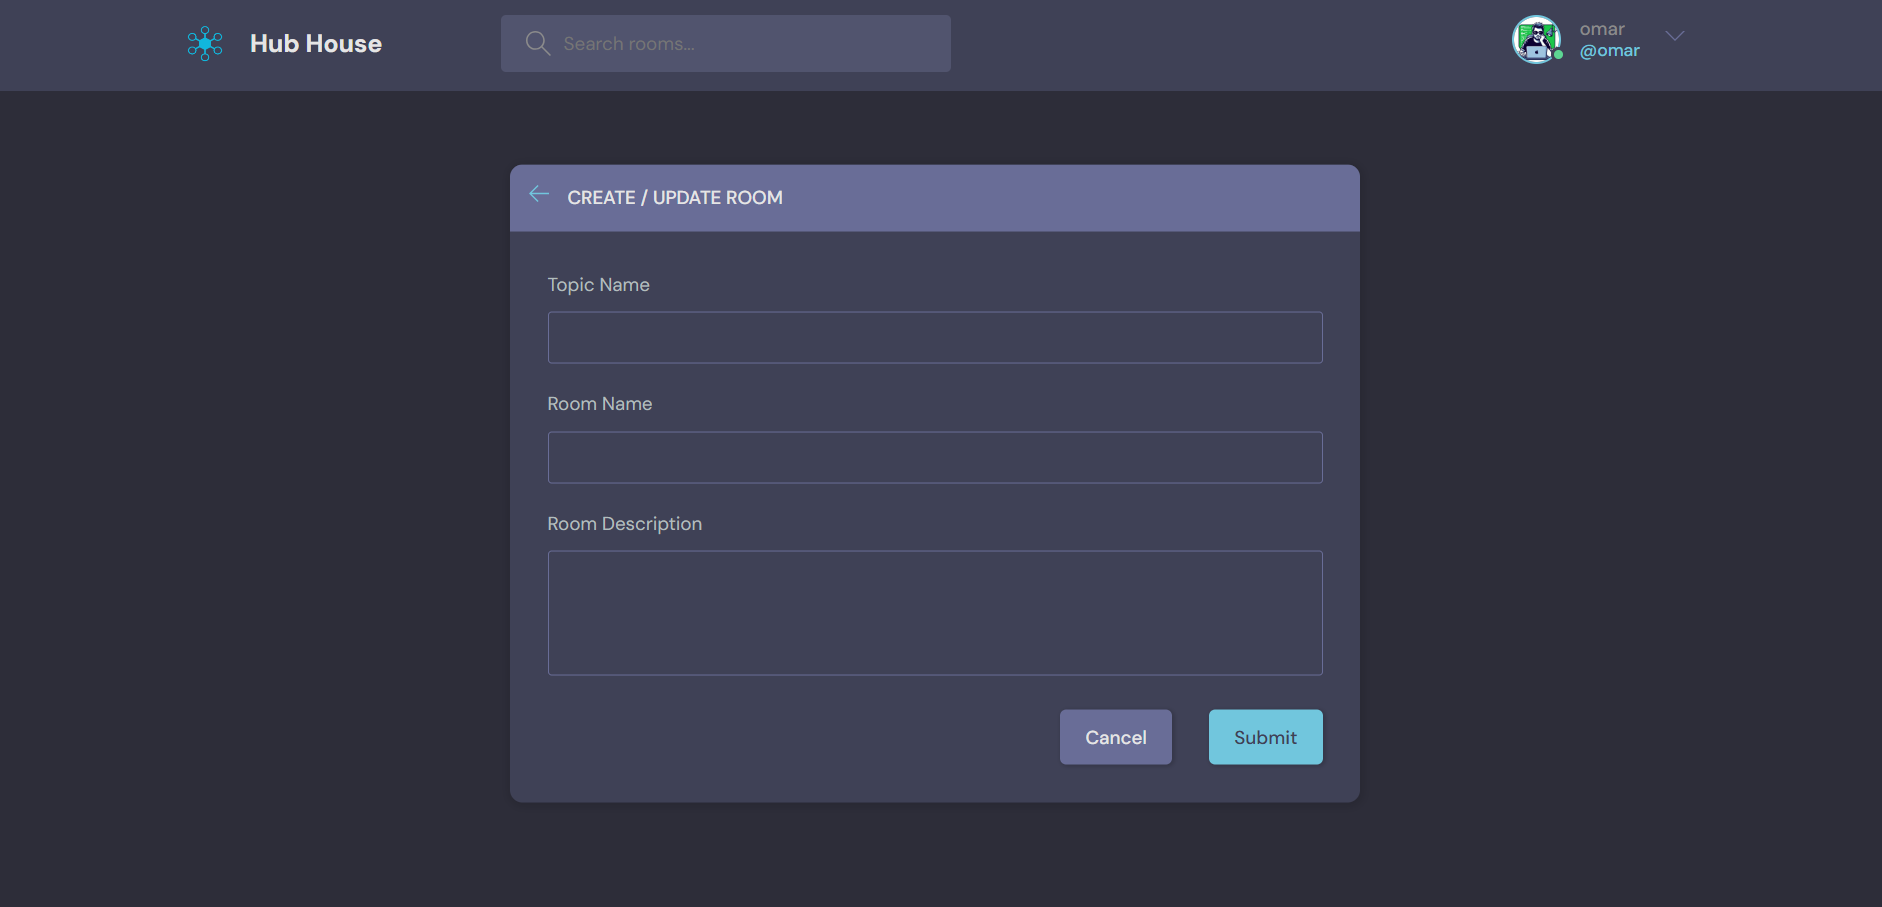 Hub House
Search rooms...
omar
@omar
CREATE / UPDATE ROOM
Topic Name
Room Name
Room Description
Cancel
Submit